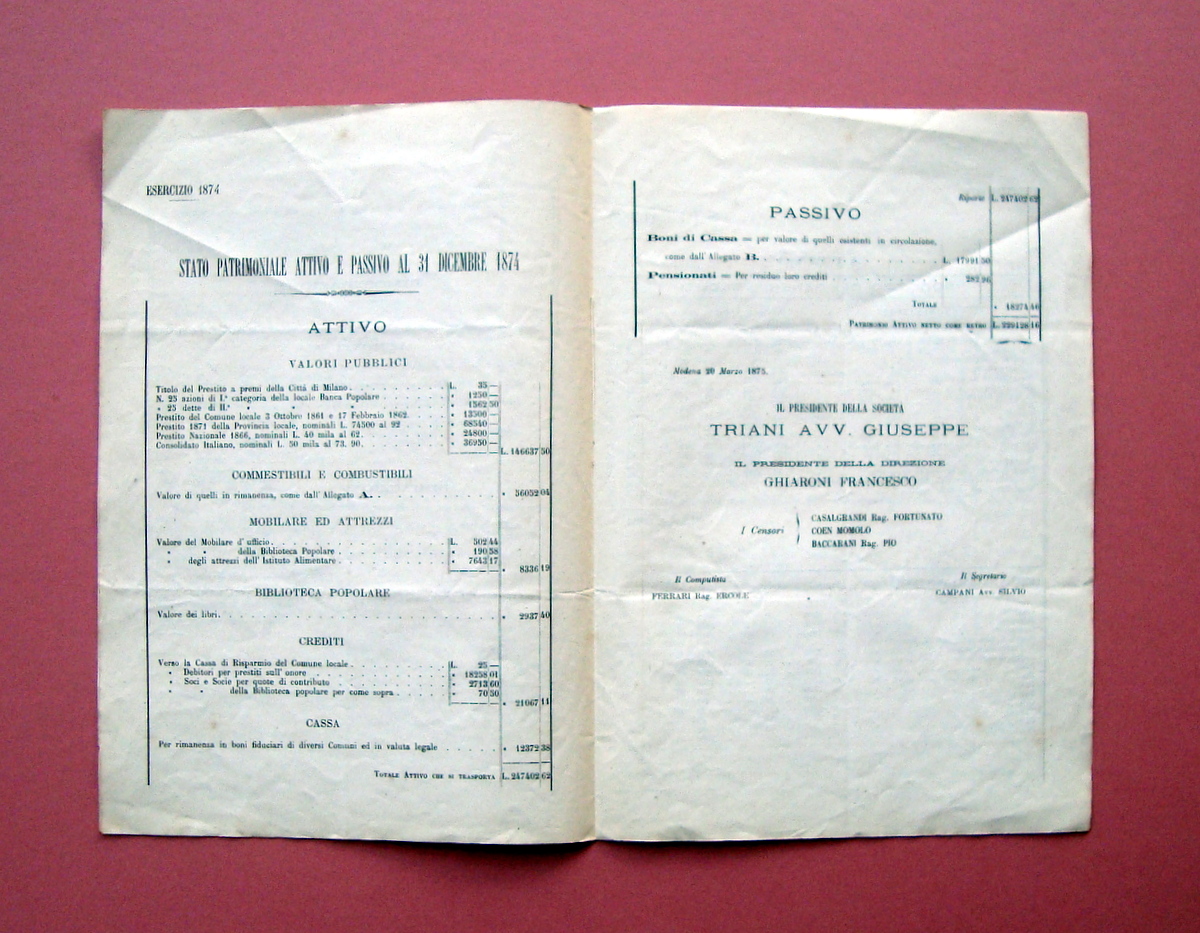 ESERCIZIO 1874
STATO PATRIMONIALE ATTIVO E PASSIVO AL 31 DICEMBRE 1874
ATTIVO
VALORI PUBBLICI
Titolo del Prestito a premi della Città di Milano . . . . . . . . . L. 35 —
N. 25 azioni di I.ª categoria della locale Banca Popolare . . . . . . » 1250 —
» 25 dette di II.ª » » » » . . . . . . » 1562 50
Prestito del Comune locale 3 Ottobre 1861 e 17 Febbraio 1862 . . . . » 13500 —
Prestito 1871 della Provincia locale, nominali L. 74500 al 92 . . . . » 68540 —
Prestito Nazionale 1866, nominali L. 40 mila al 62 . . . . . . . . » 24800 —
Consolidato Italiano, nominali L. 50 mila al 73. 90 . . . . . . . . » 36950 —
L. 146637 50
COMMESTIBILI E COMBUSTIBILI
Valore di quelli in rimanenza, come dall' Allegato A. . . . . . . . . . » 56052 04
MOBILARE ED ATTREZZI
Valore del Mobilare d' ufficio . . . . . . . . . . . . . . . . L. 502 44
» » della Biblioteca Popolare . . . . . . . . . . » 190 58
» degli attrezzi dell' Istituto Alimentare . . . . . . . . . . » 7643 17
» 8336 19
BIBLIOTECA POPOLARE
Valore dei libri . . . . . . . . . . . . . . . . . . . . » 2937 40
CREDITI
Verso la Cassa di Risparmio del Comune locale . . . . . . . . . L. 25 —
» Debitori per prestiti sull' onore . . . . . . . . . . . . » 18258 01
» Soci e Socie per quote di contributo . . . . . . . . . . » 2713 60
» » della Biblioteca popolare per come sopra . . . . . » 70 50
» 21067 11
CASSA
Per rimanenza in boni fiduciari di diversi Comuni ed in valuta legale . . . . . . » 12372 38
TOTALE ATTIVO CHE SI TRASPORTA L. 247402 62
Riporto L. 247402 62
PASSIVO
Boni di Cassa = per valore di quelli esistenti in circolazione,
come dall' Allegato B. . . . . . . . . . . . . . . L. 17991 50
Pensionati = Per residuo loro crediti . . . . . . . . . . » 282 96
TOTALE » 18274 46
PATRIMONIO ATTIVO NETTO COME RETRO L. 229128 16
Modena 20 Marzo 1875.
IL PRESIDENTE DELLA SOCIETÀ
TRIANI AVV. GIUSEPPE
IL PRESIDENTE DELLA DIREZIONE
GHIARONI FRANCESCO
CASALGRANDI Rag. FORTUNATO
I Censori COEN MOMOLO
BACCARANI Rag. PIO
Il Computista Il Segretario
FERRARI Rag. ERCOLE CAMPANI Avv. SILVIO